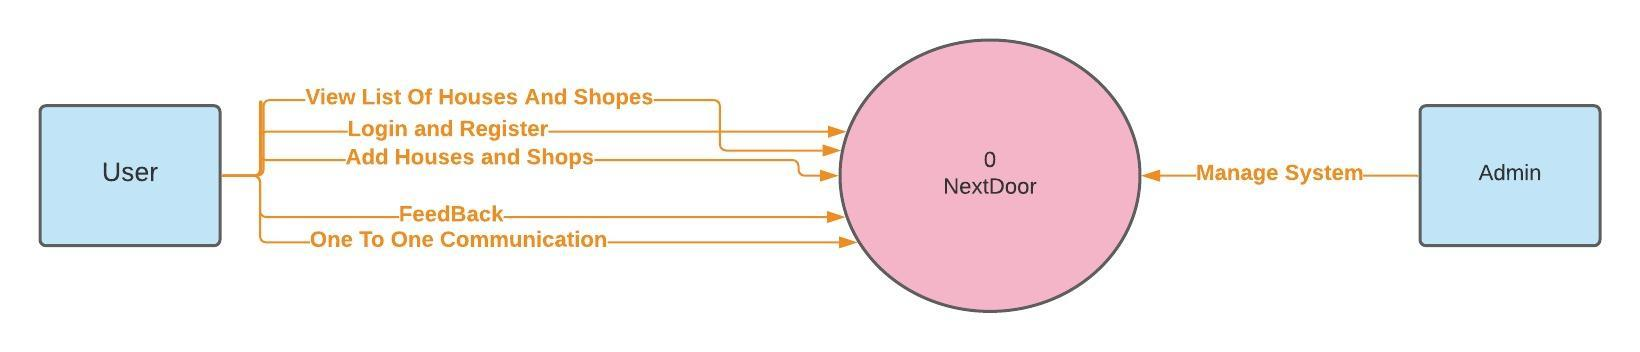 View List Of Houses And Shopes
Login and Register
Add Houses and Shops
User
FeedBack
One To One Communication
0
NextDoor
Manage System
Admin